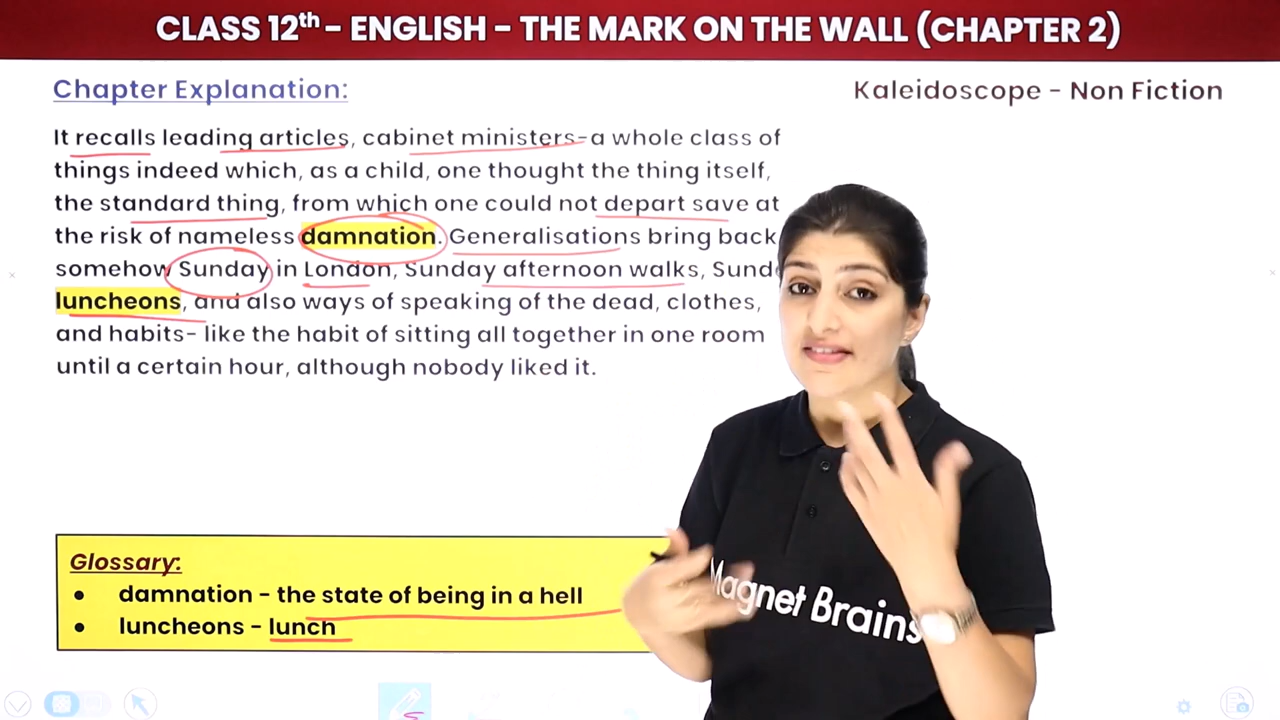 CLASS 12th - ENGLISH - THE MARK ON THE WALL (CHAPTER 2)
Chapter Explanation:
Kaleidoscope - Non Fiction
It recalls leading articles, cabinet ministers-a whole class of
things indeed which, as a child, one thought the thing itself,
the standard thing, from which one could not depart save at
the risk of nameless damnation. Generalisations bring back
somehow Sunday in London, Sunday afternoon walks,
luncheons, and also ways of speaking of the dead, clothes,
and habits- like the habit of sitting all together in one room
until a certain hour, although nobody liked it.
Glossary:
• damnation - the state of being in a hell
• luncheons - lunch
Magnet Brains